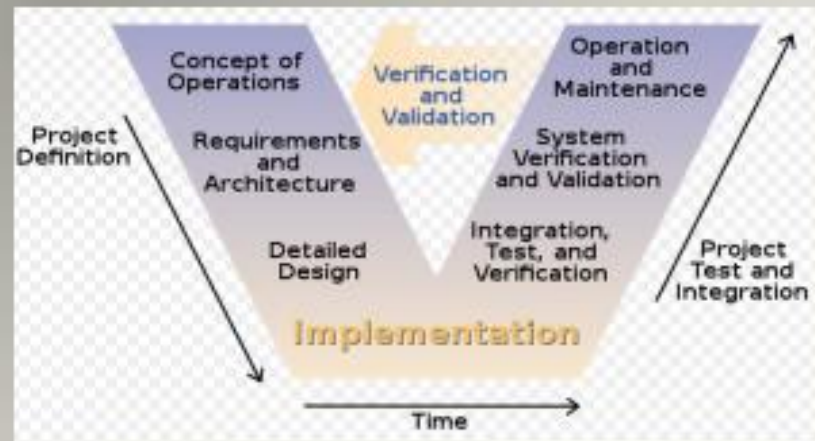 Concept of
Operations
Verification
and
Validation
Operation
and
Maintenance
Project
Definition
Requirements
and
Architecture
System
Verification
and Validation
Detailed
Design
Integration,
Test, and
Verification
Project
Test and
Integration
Implementation
Time